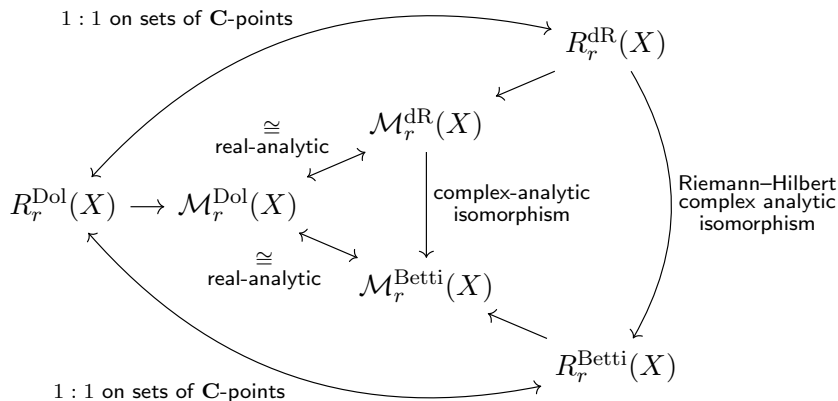 1 : 1 on sets of C-points
R_r^{dR}(X)
M_r^{dR}(X)
≅
real-analytic
R_r^{Dol}(X)
M_r^{Dol}(X)
complex-analytic
isomorphism
Riemann–Hilbert
complex analytic
isomorphism
≅
real-analytic
M_r^{Betti}(X)
R_r^{Betti}(X)
1 : 1 on sets of C-points